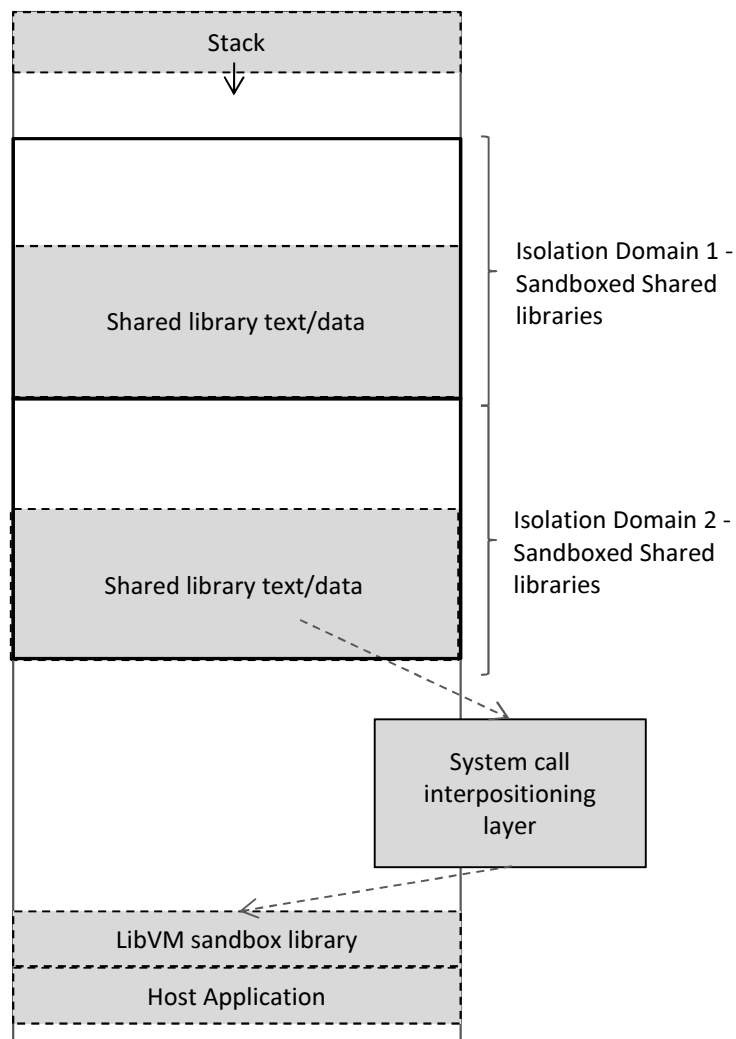 Stack
Isolation Domain 1 -
Sandboxed Shared
libraries
Shared library text/data
Isolation Domain 2 -
Sandboxed Shared
libraries
Shared library text/data
System call
interpositioning
layer
LibVM sandbox library
Host Application